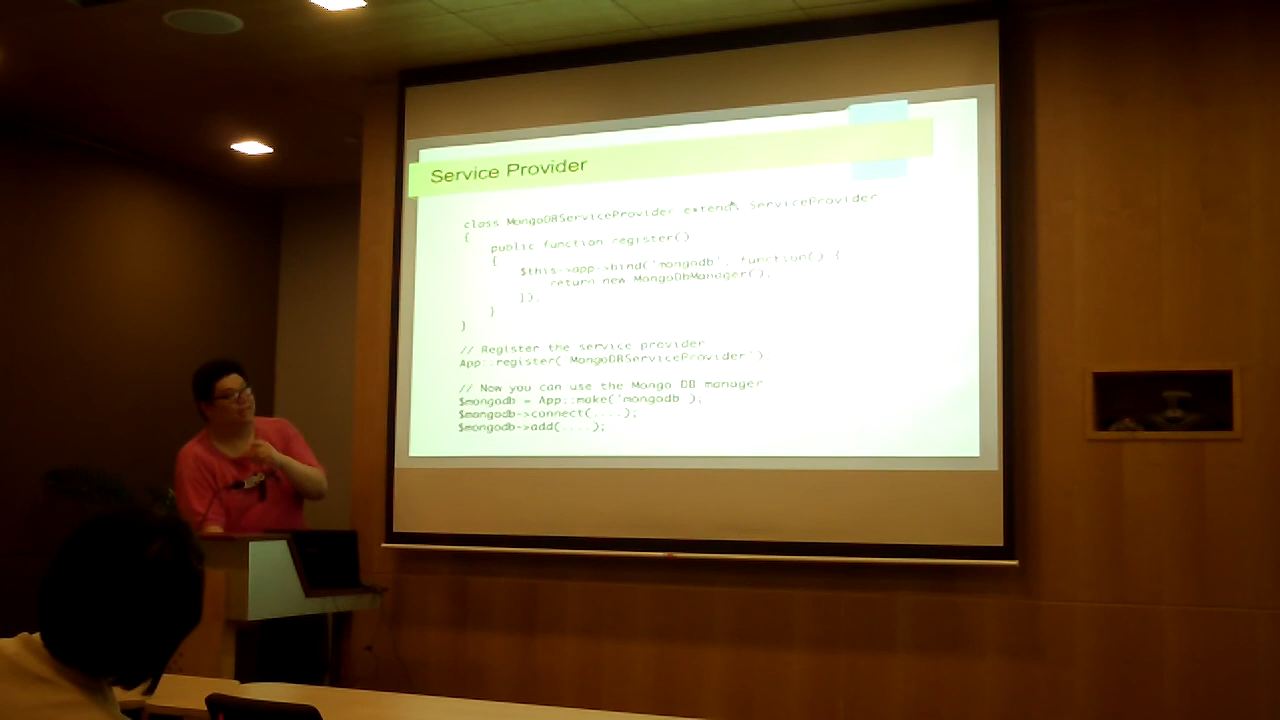 Service Provider
class MongoDBServiceProvider extends ServiceProvider
{
public function register()
{
$this->app->bind('mongodb', function() {
return new MongoDbManager();
});
}
}
// Register the service provider
App::register('MongoDBServiceProvider')
// Now you can use the Mongo DB manager
$mongodb = App::make('mongodb');
$mongodb->connect(....);
$mongodb->add(....);